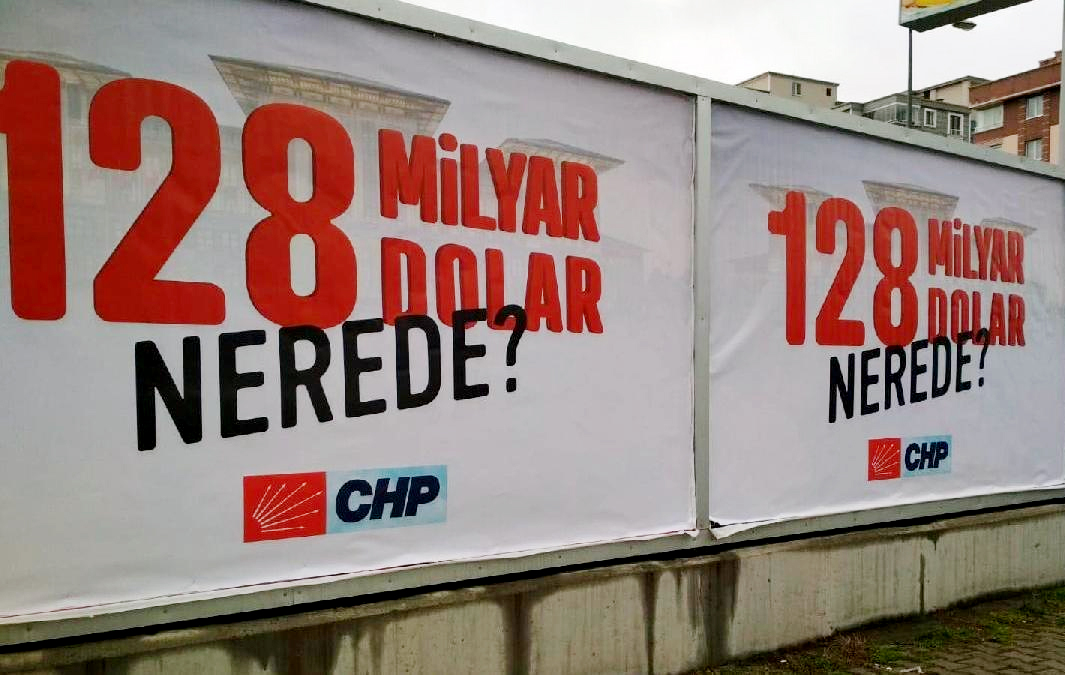 128 MİLYAR
DOLAR
NEREDE?
CHP
128 MİLYAR
DOLAR
NEREDE?
CHP